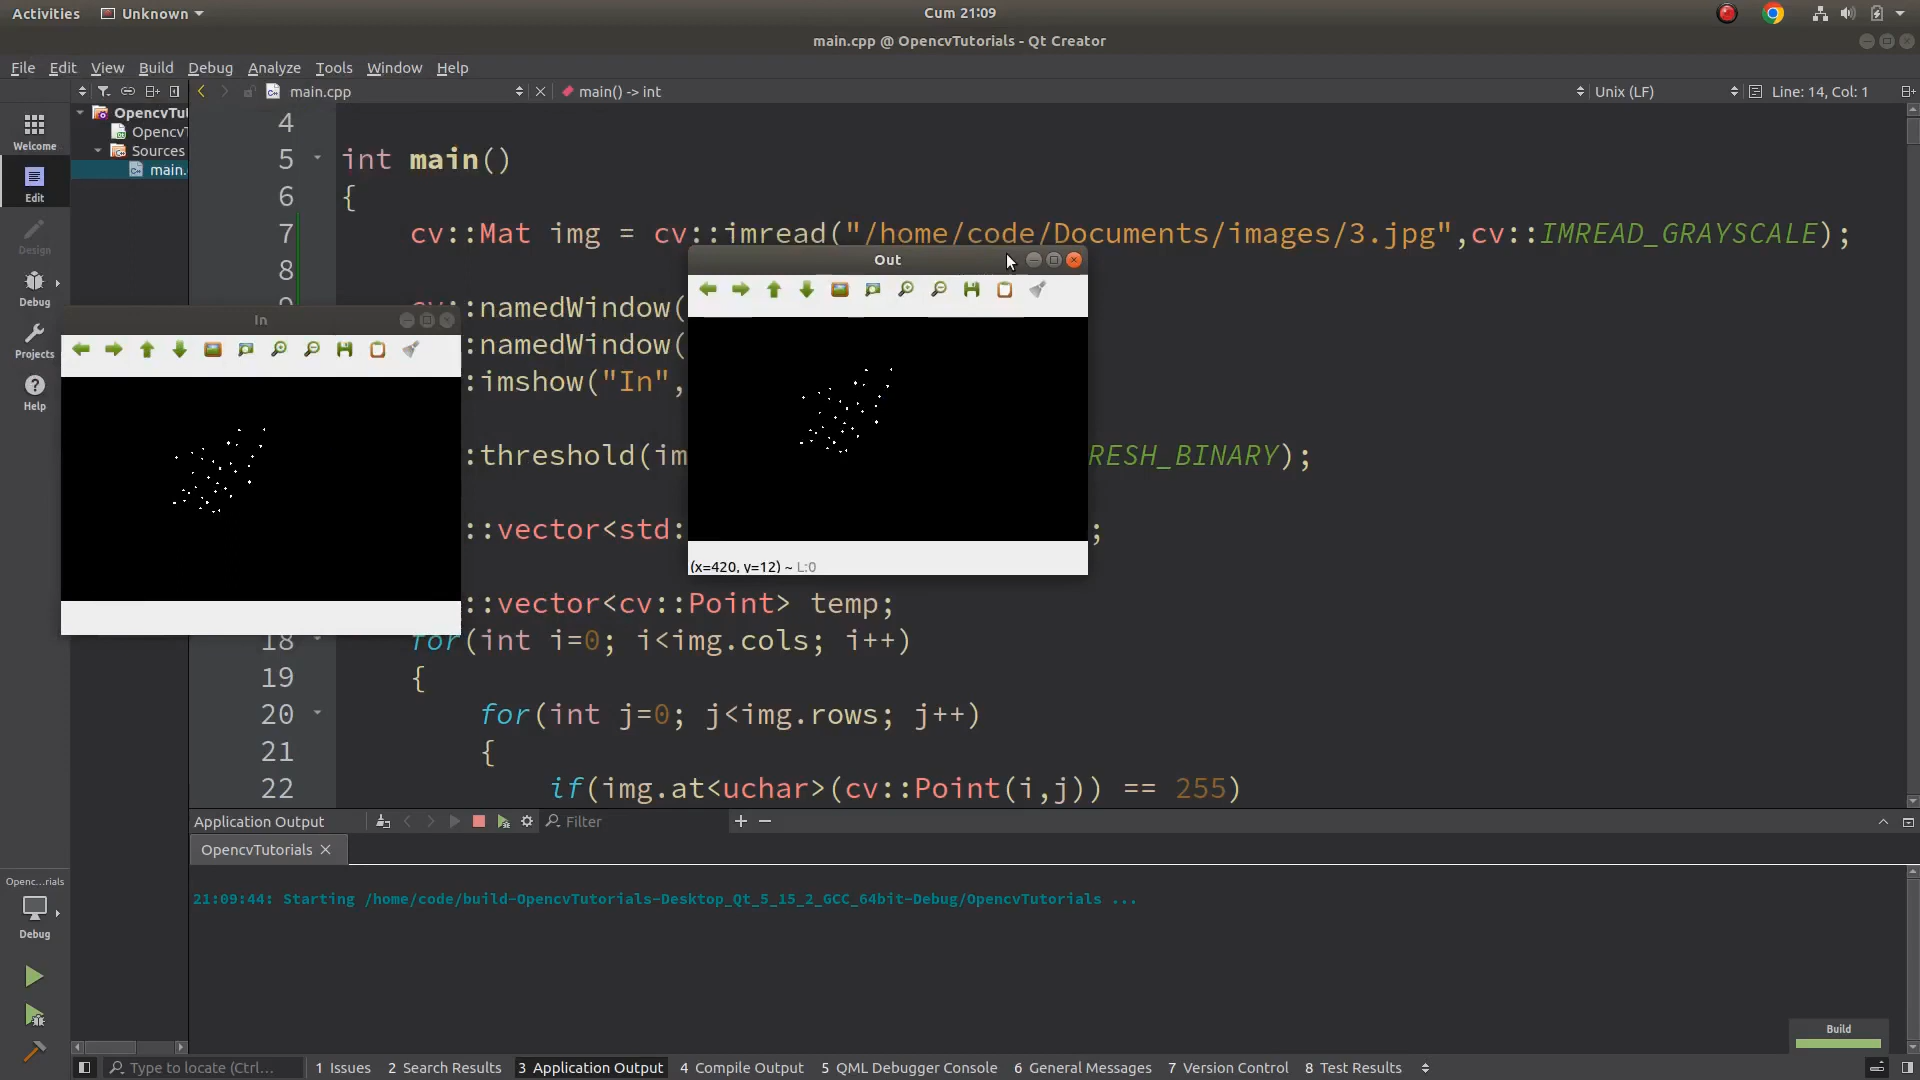 Activities Unknown Cum 21:09
main.cpp @ OpencvTutorials - Qt Creator
File Edit View Build Debug Analyze Tools Window Help
main.cpp main() -> int Unix (LF) Line: 14, Col: 1
OpencvTu
OpencvT
Sources
main.
Welcome
Edit
Design
Debug
Projects
Help
4
5 int main()
6 {
7 cv::Mat img = cv::imread("/home/code/Documents/images/3.jpg",cv::IMREAD_GRAYSCALE);
8
::namedWindow(
::namedWindow(
:imshow("In",
:threshold(im RESH_BINARY);
::vector<std: ;
::vector<cv::Point> temp;
18 for(int i=0; i<img.cols; i++)
19 {
20 for(int j=0; j<img.rows; j++)
21 {
22 if(img.at<uchar>(cv::Point(i,j)) == 255)
In
Out
(x=420, y=12) ~ L:0
Application Output Filter
OpencvTutorials
21:09:44: Starting /home/code/build-OpencvTutorials-Desktop_Qt_5_15_2_GCC_64bit-Debug/OpencvTutorials ...
Openc...rials
Debug
Build
Type to locate (Ctrl... 1 Issues 2 Search Results 3 Application Output 4 Compile Output 5 QML Debugger Console 6 General Messages 7 Version Control 8 Test Results